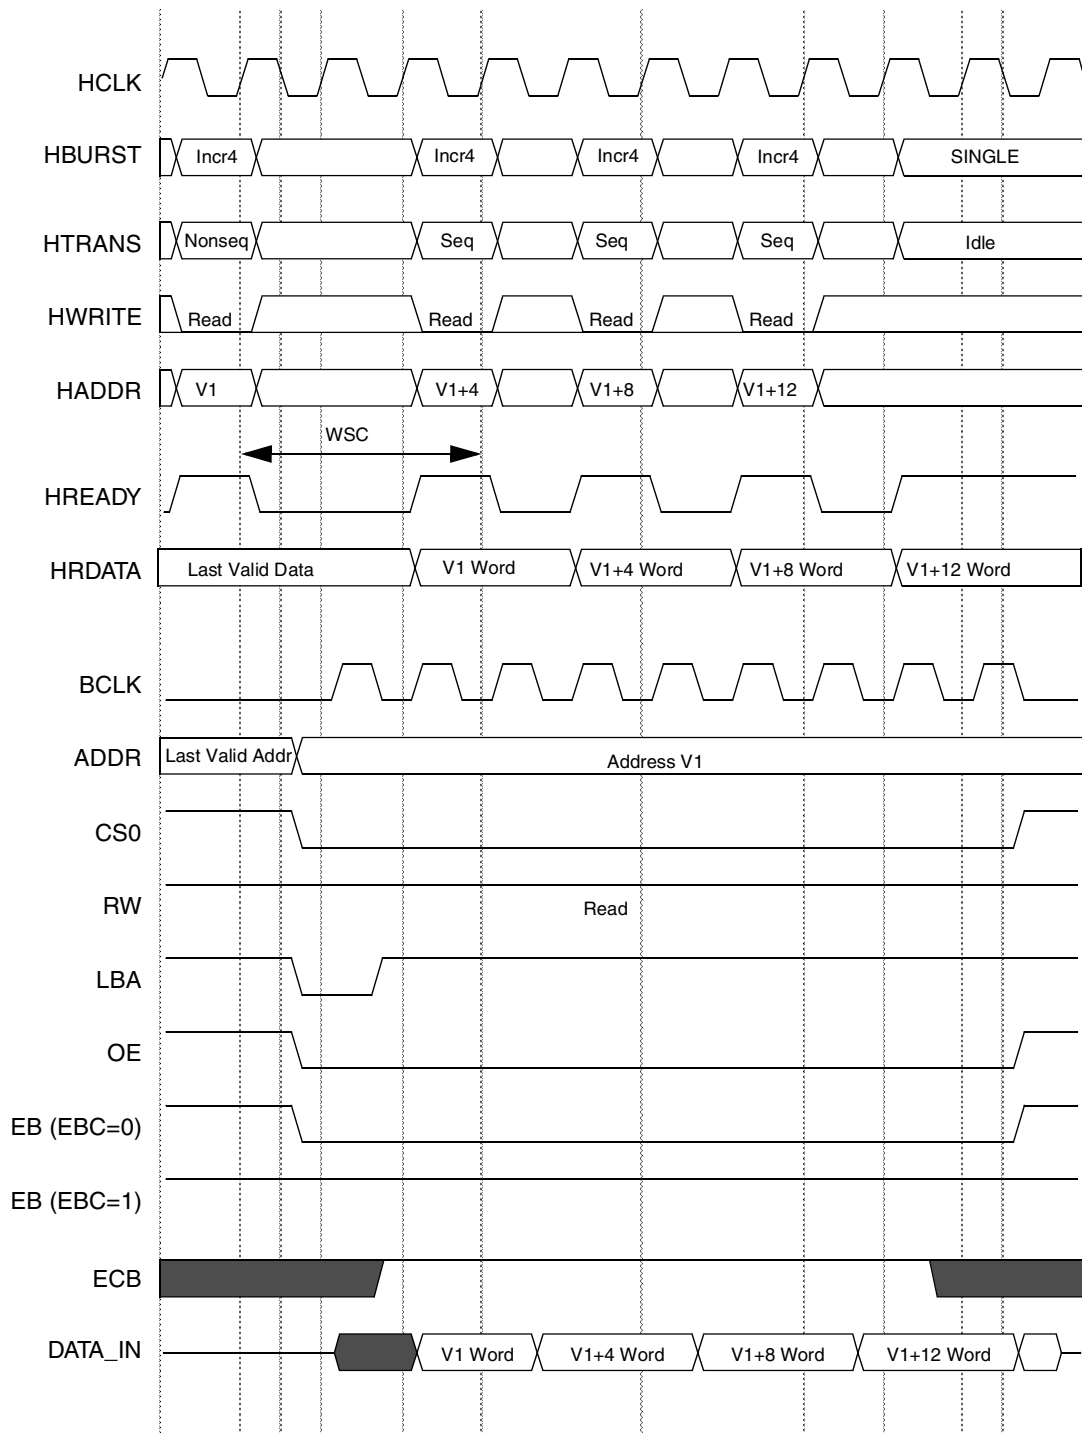 HCLK
HBURST Incr4 Incr4 Incr4 Incr4 SINGLE
HTRANS Nonseq Seq Seq Seq Idle
HWRITE Read Read Read Read
HADDR V1 V1+4 V1+8 V1+12
WSC
HREADY
HRDATA Last Valid Data V1 Word V1+4 Word V1+8 Word V1+12 Word
BCLK
ADDR Last Valid Addr Address V1
CS0
RW Read
LBA
OE
EB (EBC=0)
EB (EBC=1)
ECB
DATA_IN V1 Word V1+4 Word V1+8 Word V1+12 Word